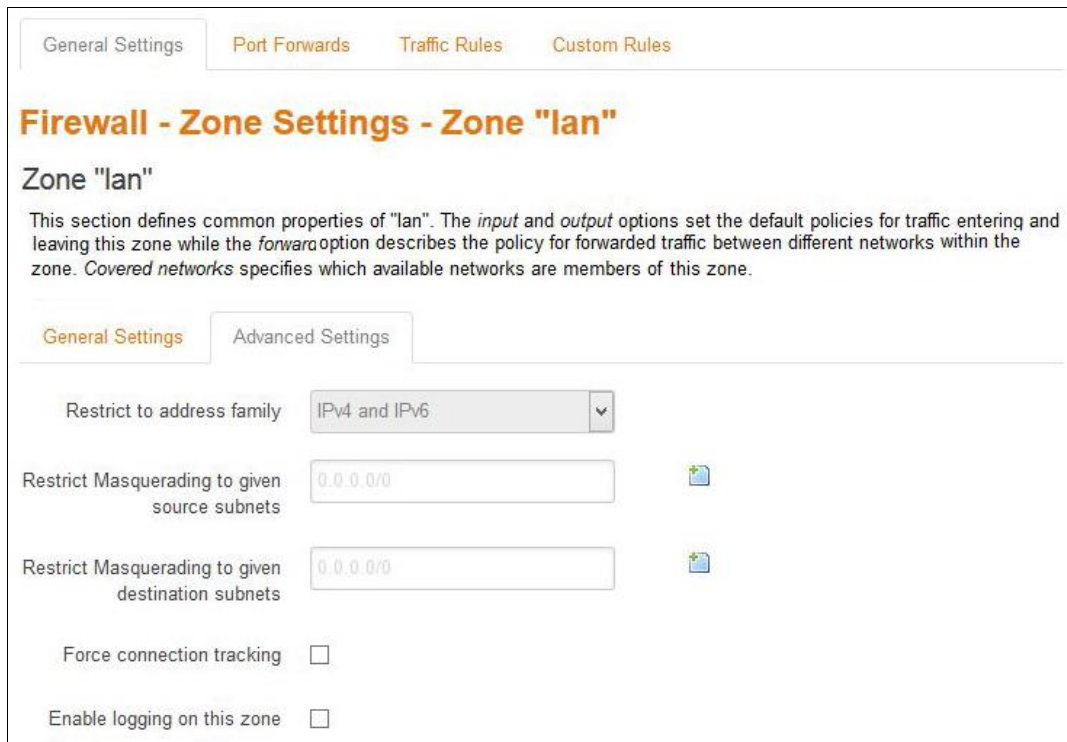 General Settings Port Forwards Traffic Rules Custom Rules
Firewall - Zone Settings - Zone "lan"
Zone "lan"
This section defines common properties of "lan". The input and output options set the default policies for traffic entering and
leaving this zone while the forward option describes the policy for forwarded traffic between different networks within the
zone. Covered networks specifies which available networks are members of this zone.
General Settings Advanced Settings
Restrict to address family IPv4 and IPv6
Restrict Masquerading to given 0.0.0.0/0
source subnets
Restrict Masquerading to given 0.0.0.0/0
destination subnets
Force connection tracking
Enable logging on this zone